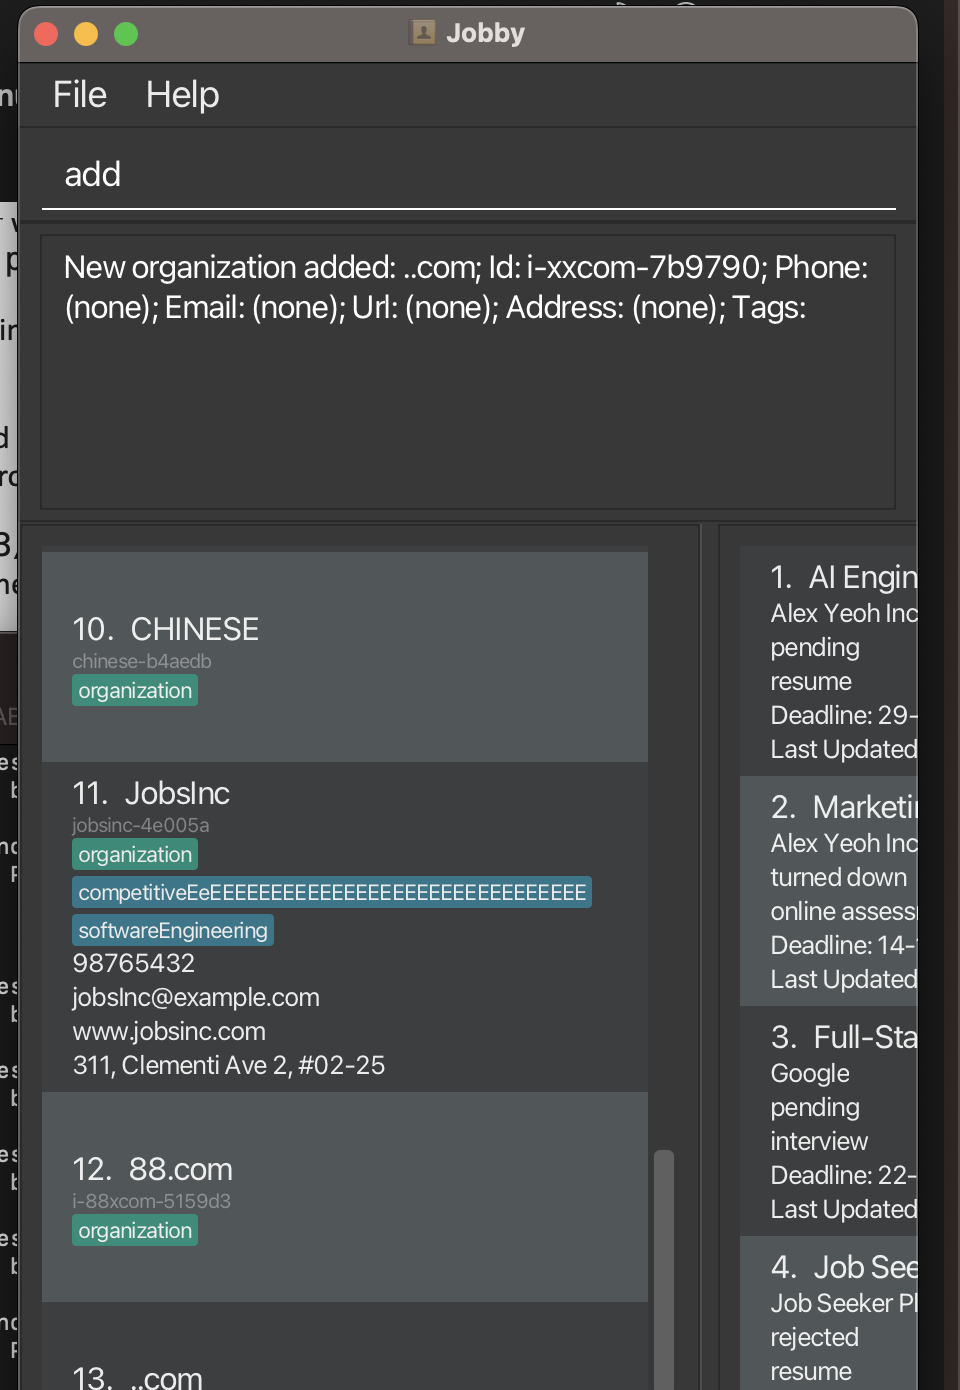 Jobby
File Help
add
New organization added: ..com; Id: i-xxcom-7b9790; Phone:
(none); Email: (none); Url: (none); Address: (none); Tags:
10. CHINESE
chinese-b4aedb
organization
11. JobsInc
jobsinc-4e005a
organization
softwareEngineering
98765432
jobsInc@example.com
www.jobsinc.com
311, Clementi Ave 2, #02-25
12. 88.com
i-88xcom-5159d3
organization
13. ..com
1. AI Engin
Alex Yeoh Inc
pending
resume
Deadline: 29-
Last Updated
2. Marketi
Alex Yeoh Inc
turned down
online assess
Deadline: 14-
Last Updated
3. Full-Sta
Google
pending
interview
Deadline: 22-
Last Updated
4. Job See
Job Seeker Pl
rejected
resume